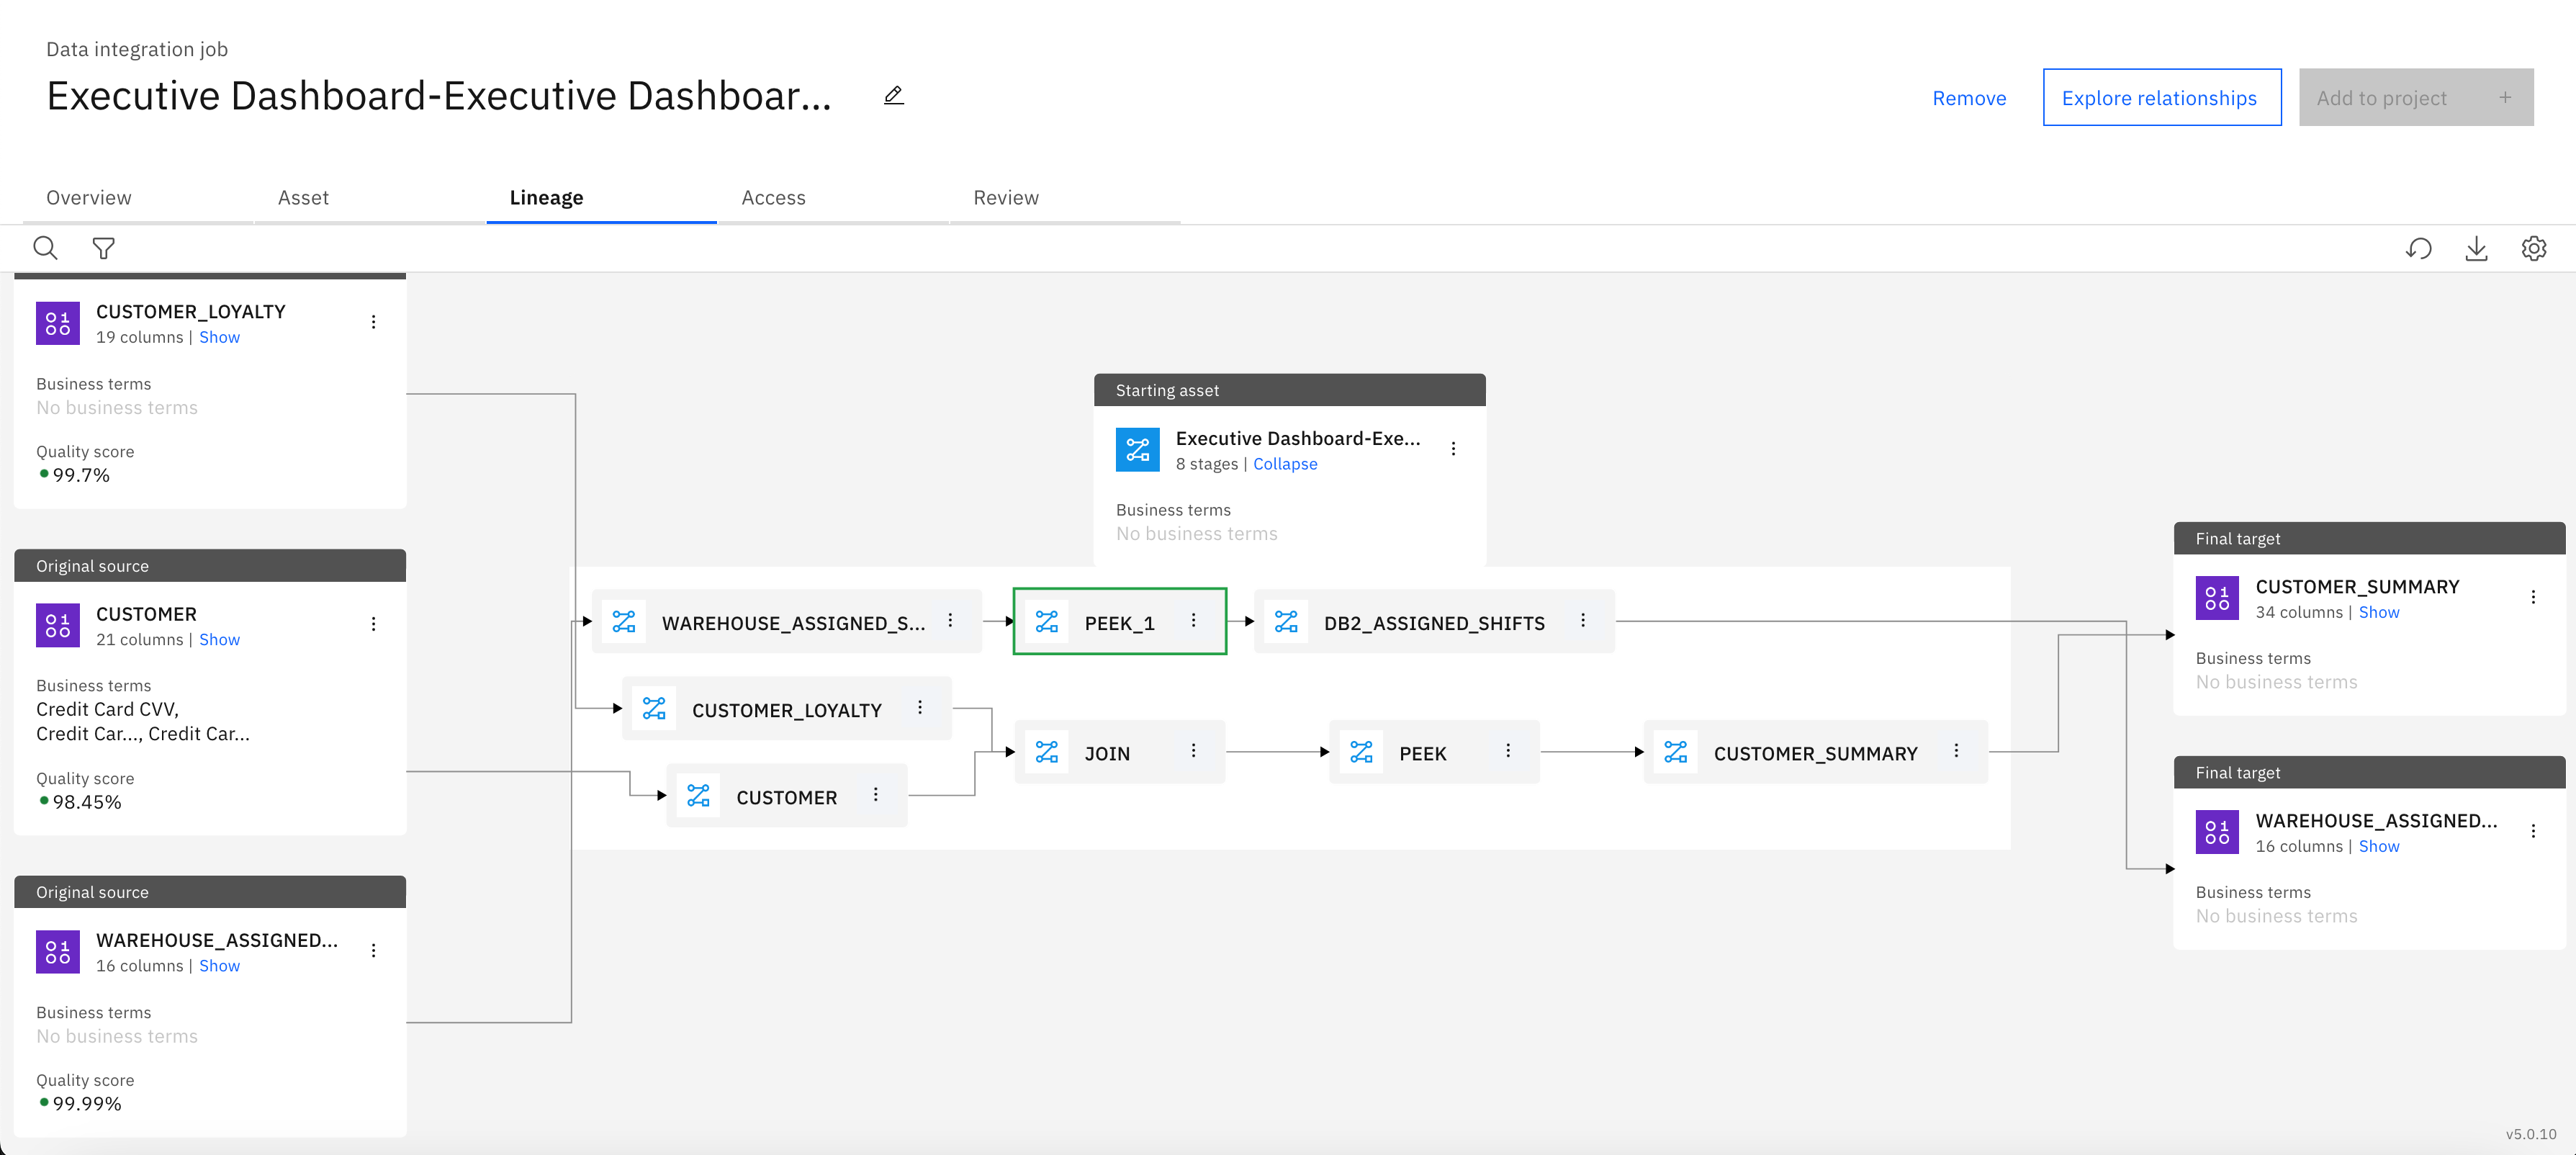 Data integration job
Executive Dashboard-Executive Dashboar...
Remove
Explore relationships
Add to project +
Overview
Asset
Lineage
Access
Review
CUSTOMER_LOYALTY
19 columns | Show
Business terms
No business terms
Quality score
99.7%
Original source
CUSTOMER
21 columns | Show
Business terms
Credit Card CVV,
Credit Car..., Credit Car...
Quality score
98.45%
Original source
WAREHOUSE_ASSIGNED...
16 columns | Show
Business terms
No business terms
Quality score
99.99%
Starting asset
Executive Dashboard-Exe...
8 stages | Collapse
Business terms
No business terms
WAREHOUSE_ASSIGNED_S...
PEEK_1
DB2_ASSIGNED_SHIFTS
CUSTOMER_LOYALTY
CUSTOMER
JOIN
PEEK
CUSTOMER_SUMMARY
Final target
CUSTOMER_SUMMARY
34 columns | Show
Business terms
No business terms
Final target
WAREHOUSE_ASSIGNED...
16 columns | Show
Business terms
No business terms
v5.0.10